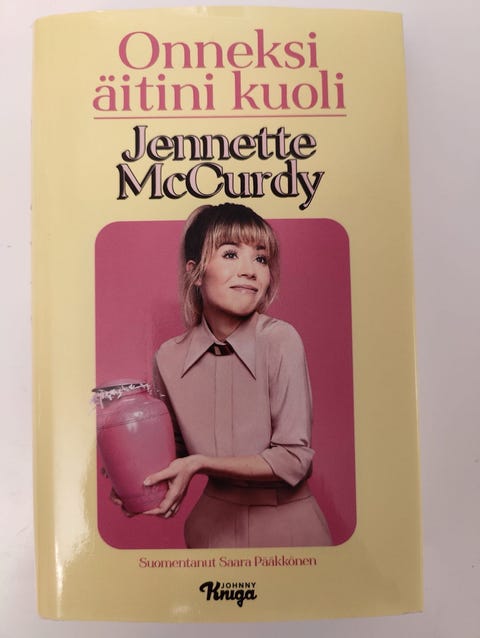 Onneksi
äitini kuoli
Jennette
McCurdy
Suomentanut Saara Pääkkönen
JOHNNY
Kniga